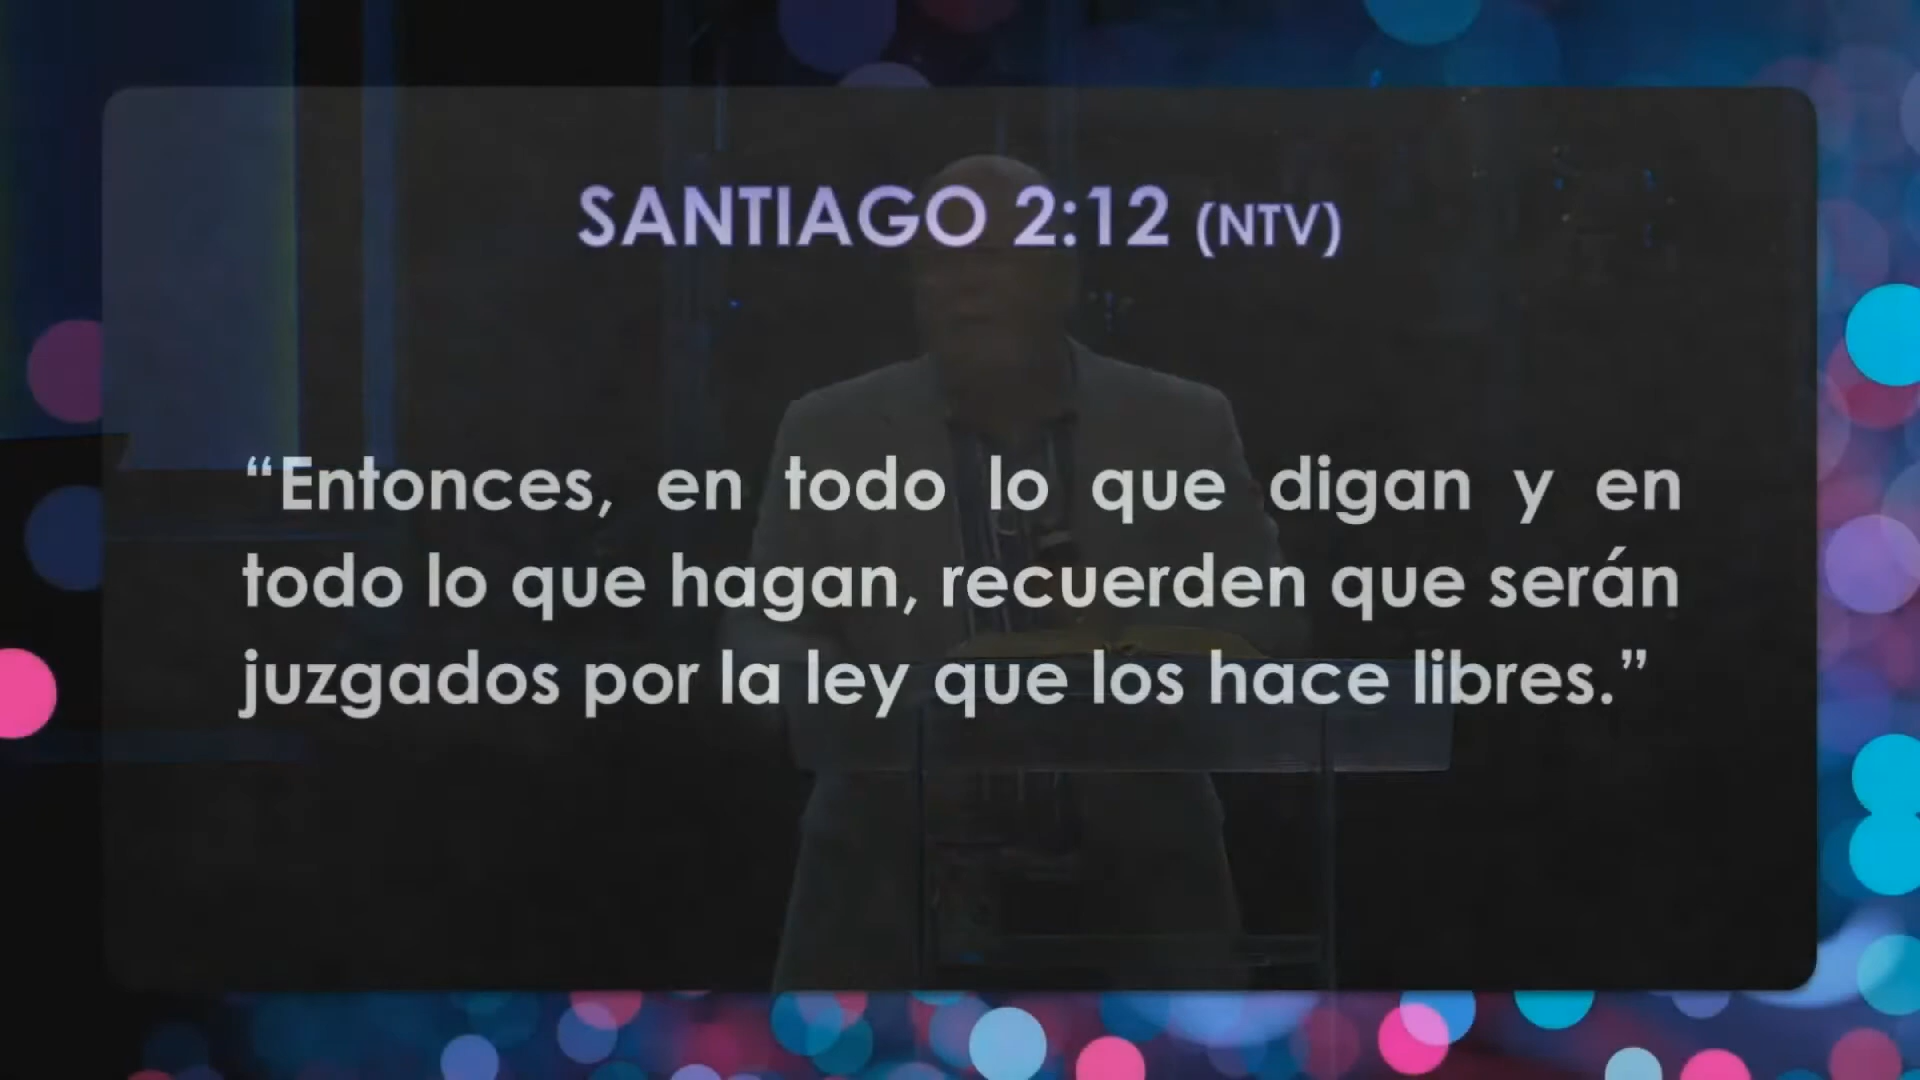 SANTIAGO 2:12 (NTV)
“Entonces, en todo lo que digan y en
todo lo que hagan, recuerden que serán
juzgados por la ley que los hace libres.”